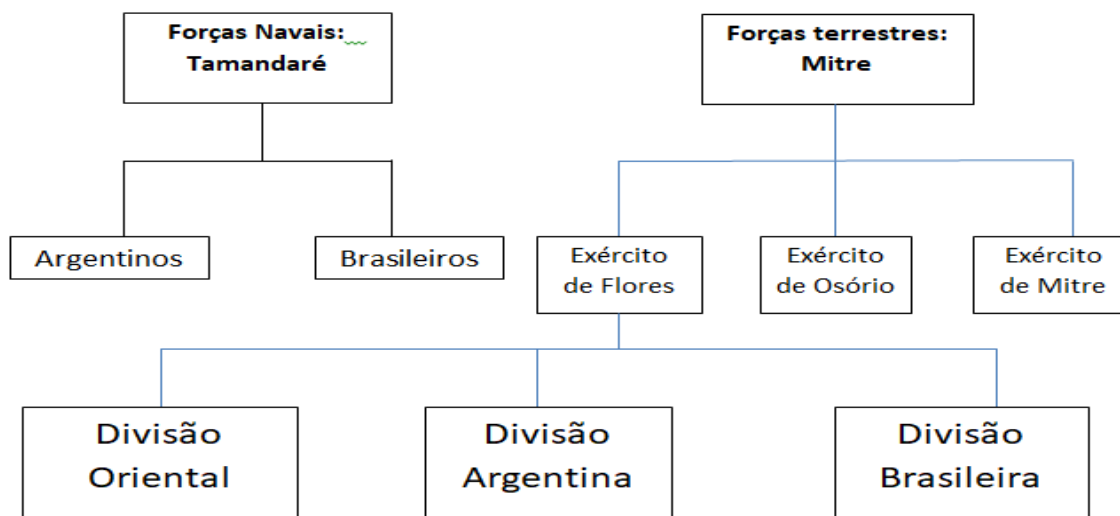 Forças Navais:
Tamandaré
Forças terrestres:
Mitre
Argentinos
Brasileiros
Exército
de Flores
Exército
de Osório
Exército
de Mitre
Divisão
Oriental
Divisão
Argentina
Divisão
Brasileira